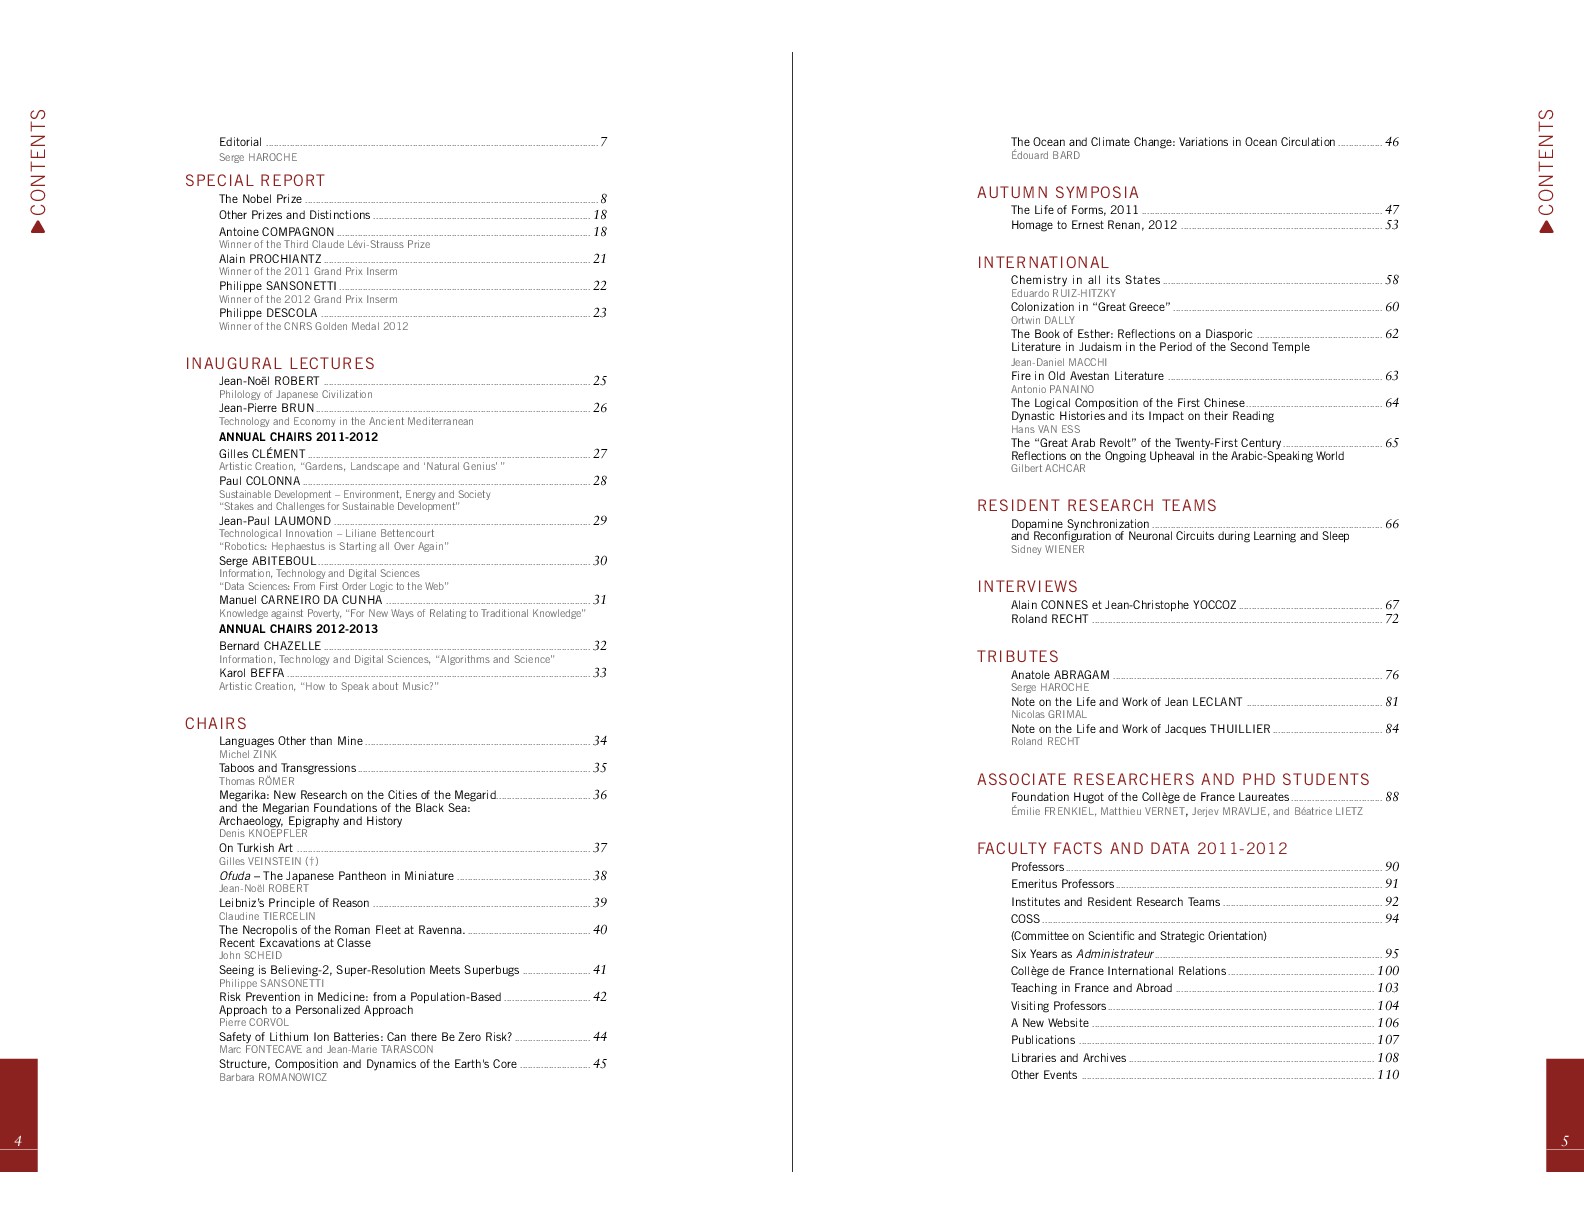 CONTENTS
Editorial 7
Serge HAROCHE
SPECIAL REPORT
The Nobel Prize 8
Other Prizes and Distinctions 18
Antoine COMPAGNON 18
Winner of the Third Claude Lévi-Strauss Prize
Alain PROCHIANTZ 21
Winner of the 2011 Grand Prix Inserm
Philippe SANSONETTI 22
Winner of the 2012 Grand Prix Inserm
Philippe DESCOLA 23
Winner of the CNRS Golden Medal 2012
INAUGURAL LECTURES
Jean-Noël ROBERT 25
Philology of Japanese Civilization
Jean-Pierre BRUN 26
Technology and Economy in the Ancient Mediterranean
ANNUAL CHAIRS 2011-2012
Gilles CLÉMENT 27
Artistic Creation, “Gardens, Landscape and ‘Natural Genius’”
Paul COLONNA 28
Sustainable Development – Environment, Energy and Society
“Stakes and Challenges for Sustainable Development”
Jean-Paul LAUMOND 29
Technological Innovation – Liliane Bettencourt
“Robotics: Hephaestus is Starting all Over Again”
Serge ABITEBOUL 30
Information, Technology and Digital Sciences
“Data Sciences: From First Order Logic to the Web”
Manuel CARNEIRO DA CUNHA 31
Knowledge against Poverty, “For New Ways of Relating to Traditional Knowledge”
ANNUAL CHAIRS 2012-2013
Bernard CHAZELLE 32
Information, Technology and Digital Sciences, “Algorithms and Science”
Karol BEFFA 33
Artistic Creation, “How to Speak about Music?”
CHAIRS
Languages Other than Mine 34
Michel ZINK
Taboos and Transgressions 35
Thomas RÖMER
Megarika: New Research on the Cities of the Megarid 36
and the Megarian Foundations of the Black Sea:
Archaeology, Epigraphy and History
Denis KNOEPFLER
On Turkish Art 37
Gilles VEINSTEIN (†)
Ofuda – The Japanese Pantheon in Miniature 38
Jean-Noël ROBERT
Leibniz’s Principle of Reason 39
Claudine TIERCELIN
The Necropolis of the Roman Fleet at Ravenna. 40
Recent Excavations at Classe
John SCHEID
Seeing is Believing-2, Super-Resolution Meets Superbugs 41
Philippe SANSONETTI
Risk Prevention in Medicine: from a Population-Based 42
Approach to a Personalized Approach
Pierre CORVOL
Safety of Lithium Ion Batteries: Can there Be Zero Risk? 44
Marc FONTECAVE and Jean-Marie TARASCON
Structure, Composition and Dynamics of the Earth’s Core 45
Barbara ROMANOWICZ
4
CONTENTS
The Ocean and Climate Change: Variations in Ocean Circulation 46
Édouard BARD
AUTUMN SYMPOSIA
The Life of Forms, 2011 47
Homage to Ernest Renan, 2012 53
INTERNATIONAL
Chemistry in all its States 58
Eduardo RUIZ-HITZKY
Colonization in “Great Greece” 60
Ortwin DALLY
The Book of Esther: Reflections on a Diasporic 62
Literature in Judaism in the Period of the Second Temple
Jean-Daniel MACCHI
Fire in Old Avestan Literature 63
Antonio PANAINO
The Logical Composition of the First Chinese 64
Dynastic Histories and its Impact on their Reading
Hans VAN ESS
The “Great Arab Revolt” of the Twenty-First Century 65
Reflections on the Ongoing Upheaval in the Arabic-Speaking World
Gilbert ACHCAR
RESIDENT RESEARCH TEAMS
Dopamine Synchronization 66
and Reconfiguration of Neuronal Circuits during Learning and Sleep
Sidney WIENER
INTERVIEWS
Alain CONNES et Jean-Christophe YOCCOZ 67
Roland RECHT 72
TRIBUTES
Anatole ABRAGAM 76
Serge HAROCHE
Note on the Life and Work of Jean LECLANT 81
Nicolas GRIMAL
Note on the Life and Work of Jacques THUILLIER 84
Roland RECHT
ASSOCIATE RESEARCHERS AND PHD STUDENTS
Foundation Hugot of the Collège de France Laureates 88
Émilie FRENKIEL, Matthieu VERNET, Jerjev MRAVLJE, and Béatrice LIETZ
FACULTY FACTS AND DATA 2011-2012
Professors 90
Emeritus Professors 91
Institutes and Resident Research Teams 92
COSS 94
(Committee on Scientific and Strategic Orientation)
Six Years as Administrateur 95
Collège de France International Relations 100
Teaching in France and Abroad 103
Visiting Professors 104
A New Website 106
Publications 107
Libraries and Archives 108
Other Events 110
5